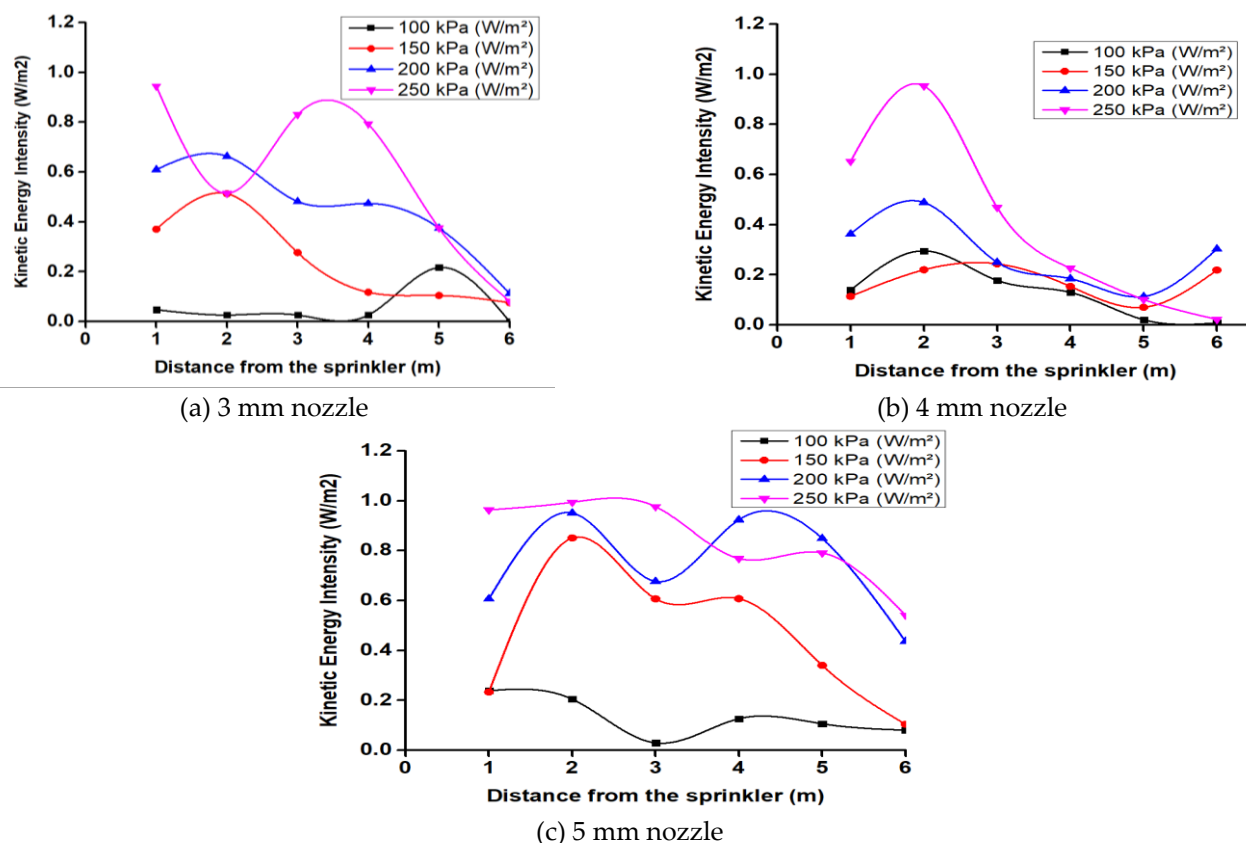 1.2
1.0
0.8
0.6
0.4
0.2
0.0
Kinetic Energy Intensity (W/m2)
100 kPa (W/m²)
150 kPa (W/m²)
200 kPa (W/m²)
250 kPa (W/m²)
0 1 2 3 4 5 6
Distance from the sprinkler (m)
(a) 3 mm nozzle
1.2
1.0
0.8
0.6
0.4
0.2
0.0
Kinetic Energy Intensity (W/m2)
100 kPa (W/m²)
150 kPa (W/m²)
200 kPa (W/m²)
250 kPa (W/m²)
0 1 2 3 4 5 6
Distance from the sprinkler (m)
(b) 4 mm nozzle
1.2
1.0
0.8
0.6
0.4
0.2
0.0
Kinetic Energy Intensity (W/m2)
100 kPa (W/m²)
150 kPa (W/m²)
200 kPa (W/m²)
250 kPa (W/m²)
0 1 2 3 4 5 6
Distance from the sprinkler (m)
(c) 5 mm nozzle